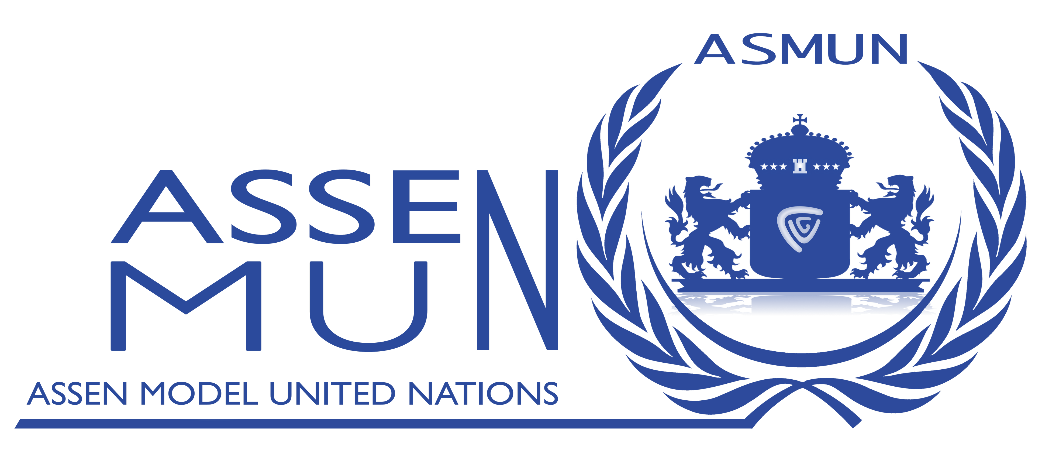 ASMUN
ASSEN
MUN
ASSEN MODEL UNITED NATIONS